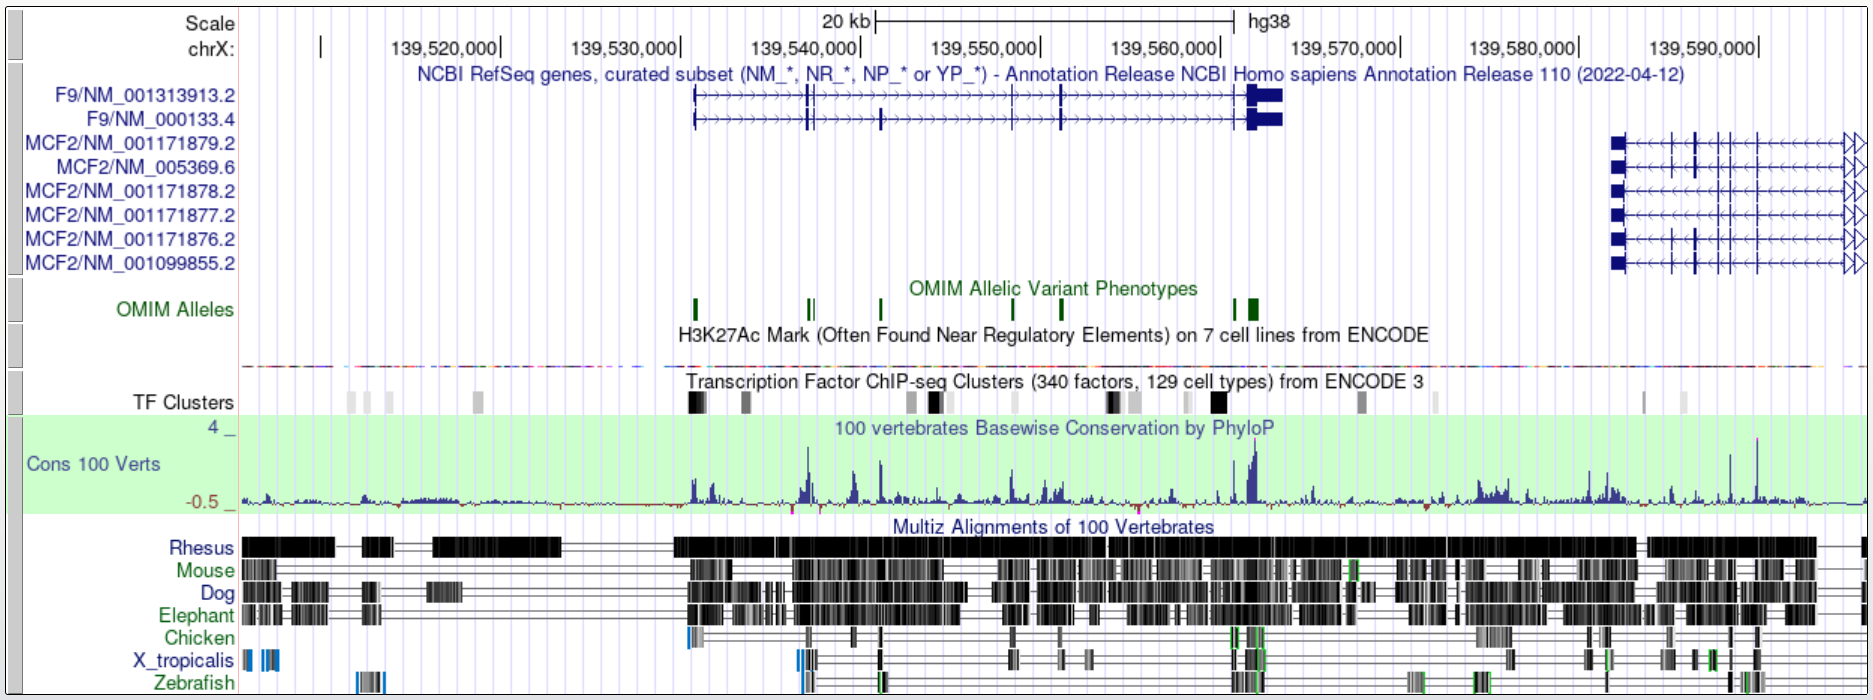 Scale 20 kb hg38
chrX: 139,520,000 139,530,000 139,540,000 139,550,000 139,560,000 139,570,000 139,580,000 139,590,000
NCBI RefSeq genes, curated subset (NM_*, NR_*, NP_* or YP_*) - Annotation Release NCBI Homo sapiens Annotation Release 110 (2022-04-12)
F9/NM_001313913.2
F9/NM_000133.4
MCF2/NM_001171879.2
MCF2/NM_005369.6
MCF2/NM_001171878.2
MCF2/NM_001171877.2
MCF2/NM_001171876.2
MCF2/NM_001099855.2
OMIM Allelic Variant Phenotypes
OMIM Alleles
H3K27Ac Mark (Often Found Near Regulatory Elements) on 7 cell lines from ENCODE
Transcription Factor ChIP-seq Clusters (340 factors, 129 cell types) from ENCODE 3
TF Clusters
100 vertebrates Basewise Conservation by PhyloP
4 _
Cons 100 Verts
-0.5 _
Multiz Alignments of 100 Vertebrates
Rhesus
Mouse
Dog
Elephant
Chicken
X_tropicalis
Zebrafish